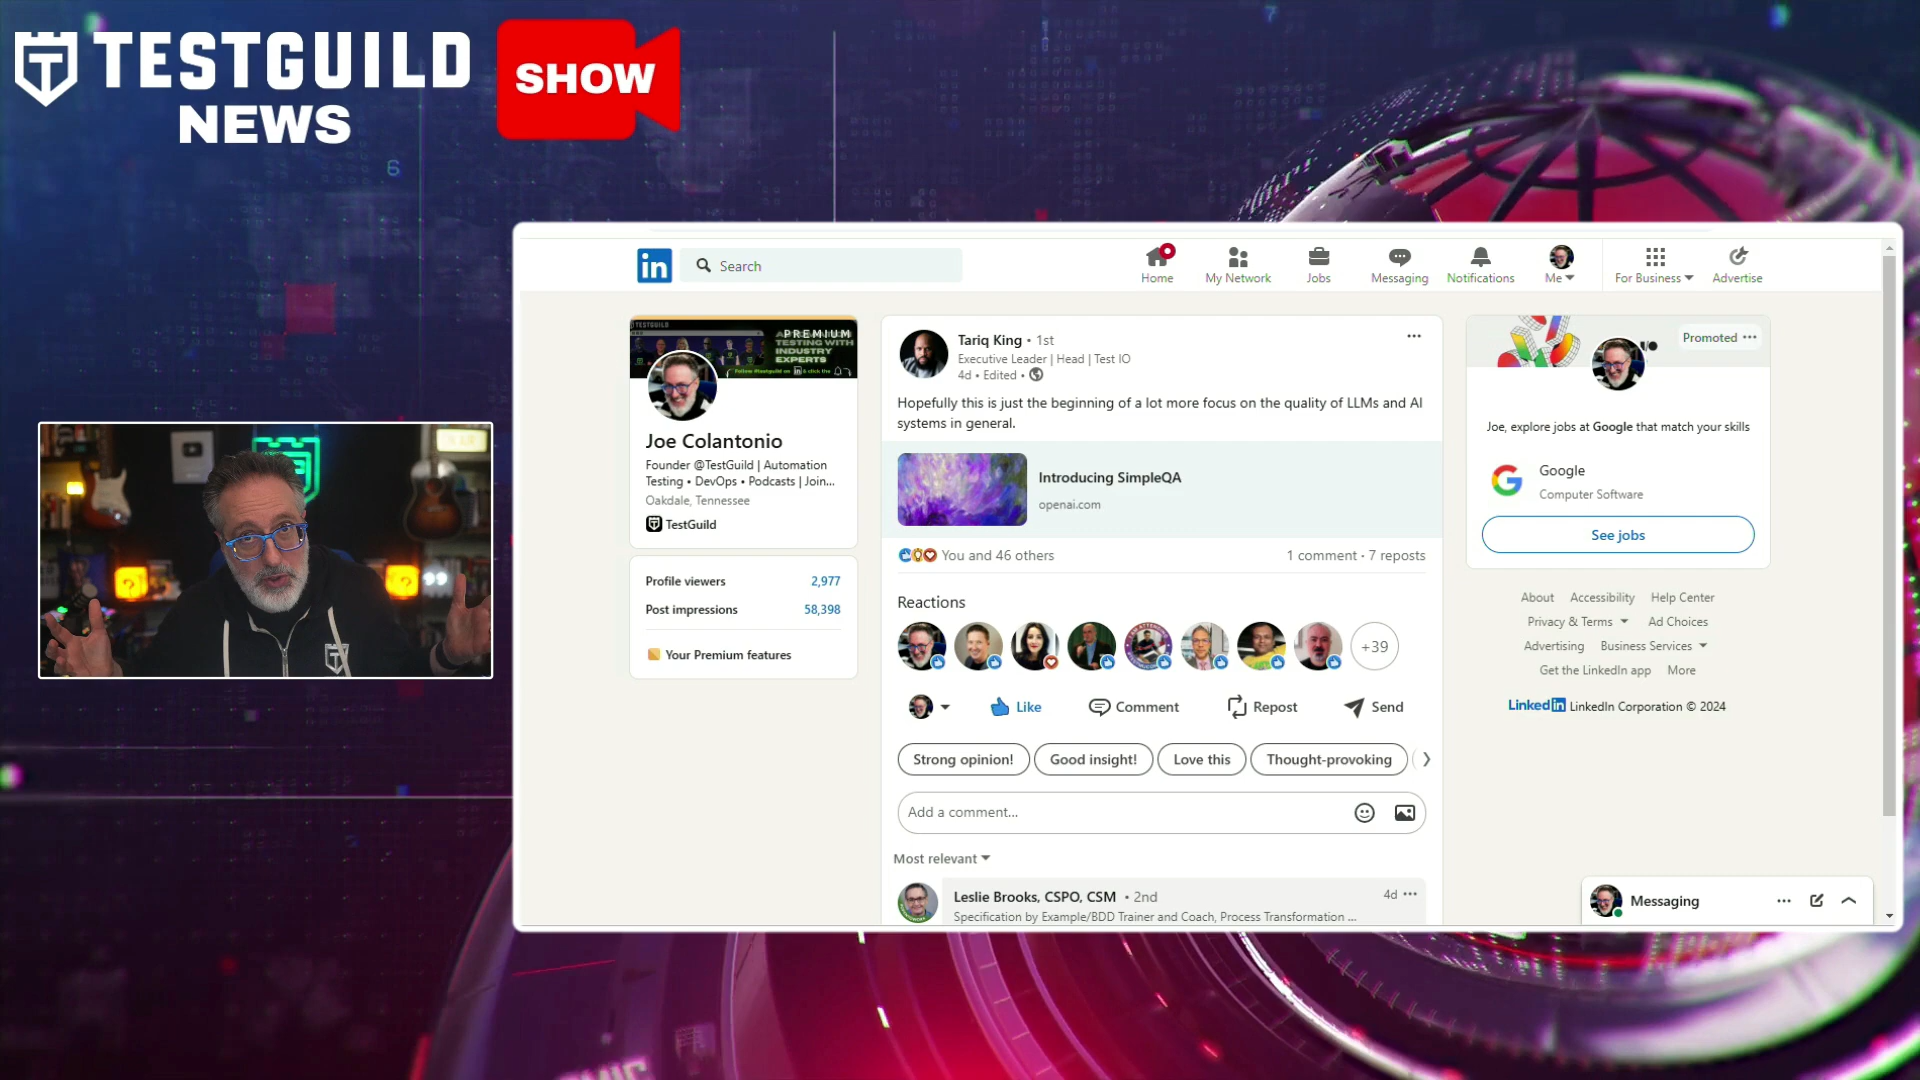 TESTGUILD
NEWS
SHOW
in
Search
Home
My Network
Jobs
Messaging
Notifications
Me
For Business
Advertise
TESTGUILD
PREMIUM
TESTING WITH
INDUSTRY
EXPERTS
Joe Colantonio
Founder @TestGuild | Automation
Testing • DevOps • Podcasts | Join...
Oakdale, Tennessee
TestGuild
Profile viewers 2,977
Post impressions 58,398
Your Premium features
Tariq King • 1st
Executive Leader | Head | Test IO
4d • Edited •
Hopefully this is just the beginning of a lot more focus on the quality of LLMs and AI
systems in general.
Introducing SimpleQA
openai.com
You and 46 others
1 comment • 7 reposts
Reactions
+39
Like
Comment
Repost
Send
Strong opinion!
Good insight!
Love this
Thought-provoking
Add a comment...
Most relevant
Leslie Brooks, CSPO, CSM • 2nd
4d
Specification by Example/BDD Trainer and Coach, Process Transformation ...
Promoted
Joe, explore jobs at Google that match your skills
Google
Computer Software
See jobs
About Accessibility Help Center
Privacy & Terms Ad Choices
Advertising Business Services
Get the LinkedIn app More
LinkedIn LinkedIn Corporation © 2024
Messaging